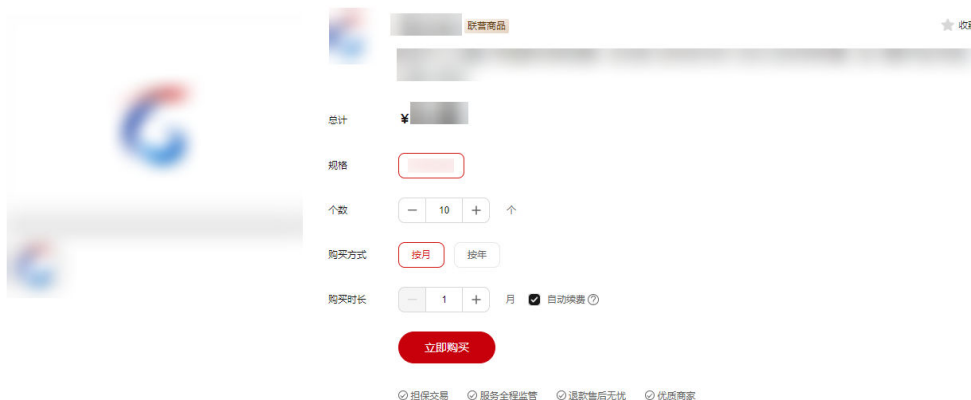 联营商品
总计 ¥
规格
个数 10 个
购买方式 按月 按年
购买时长 1 月 自动续费
立即购买
担保交易 服务全程监管 退款售后无忧 优质商家